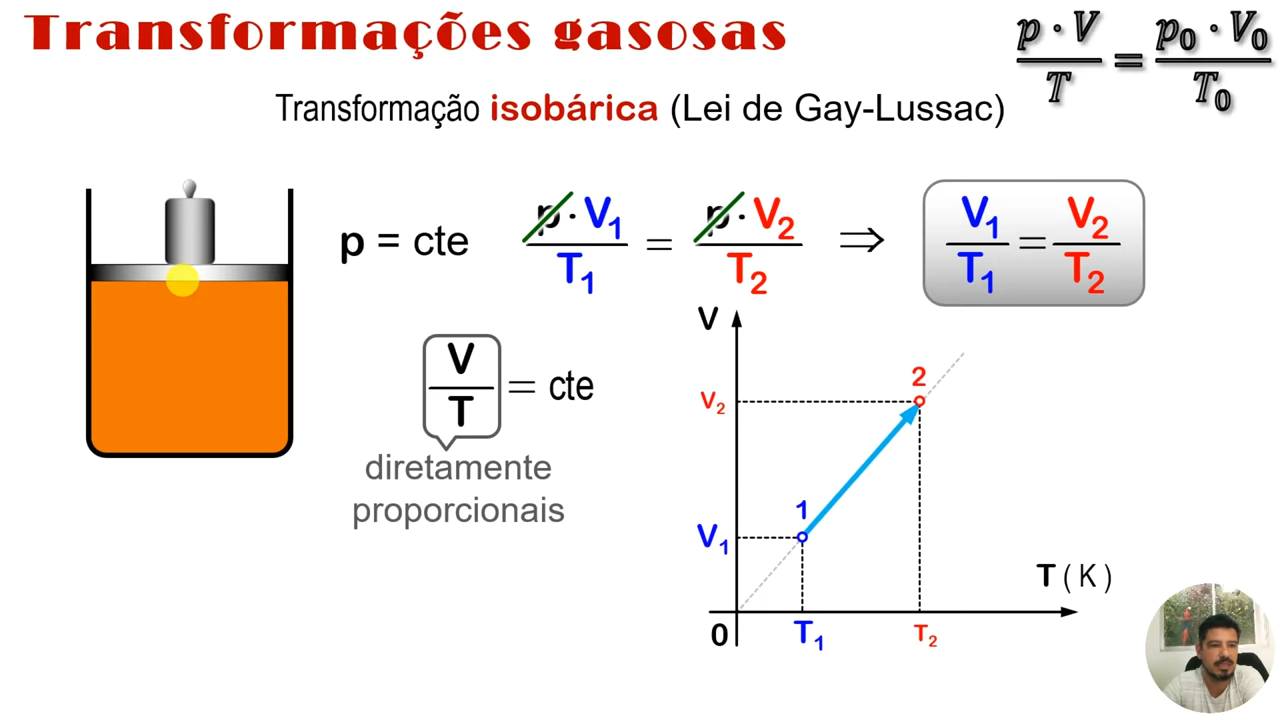 Transformações gasosas
p · V / T = p₀ · V₀ / T₀
Transformação isobárica (Lei de Gay-Lussac)
p = cte
p · V₁ / T₁ = p · V₂ / T₂ ⇒ V₁ / T₁ = V₂ / T₂
V / T = cte
diretamente
proporcionais
V
V₂
2
V₁
1
T ( K )
0
T₁
T₂